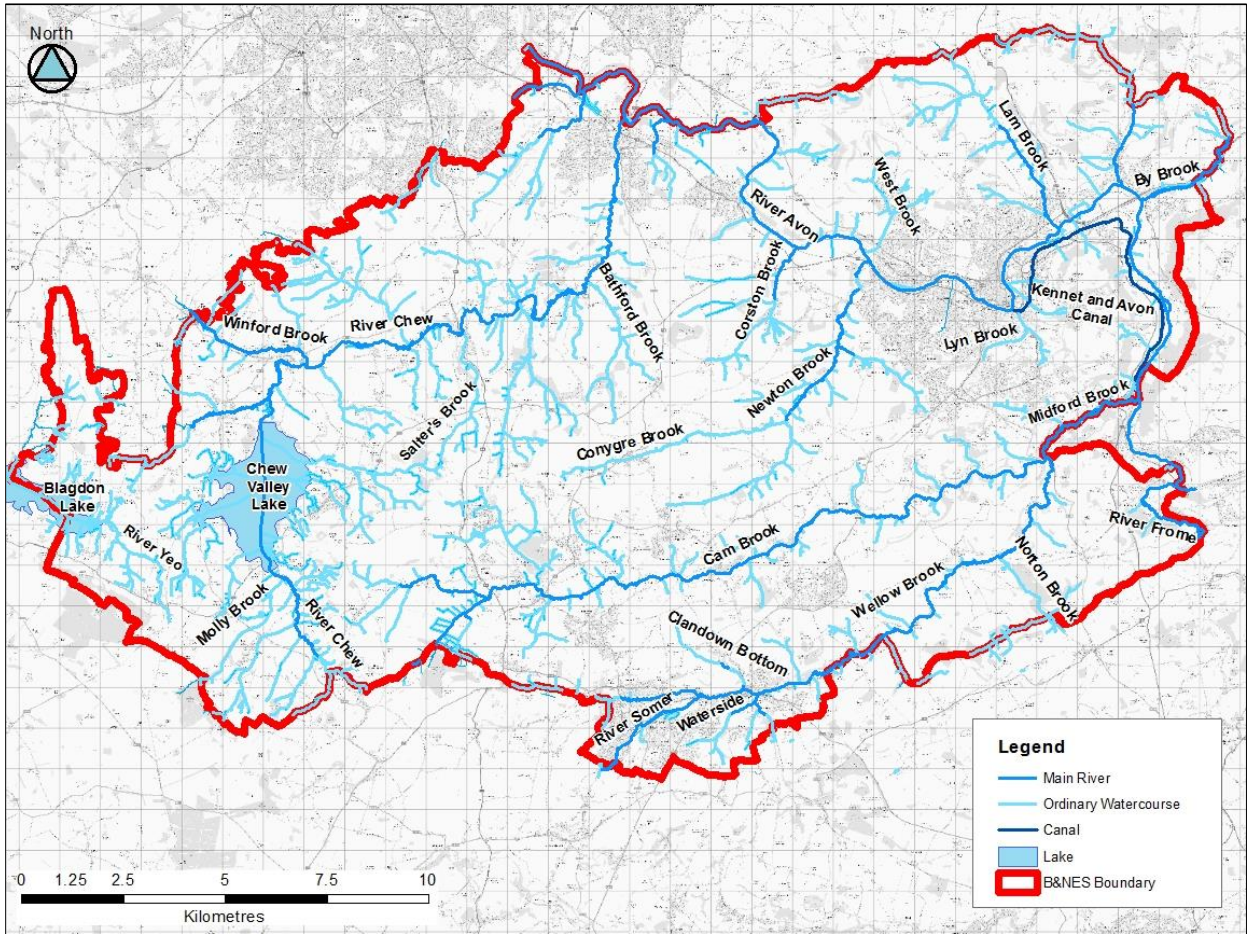 North
Lam Brook
By Brook
West Brook
River Avon
Bathford Brook
Corston Brook
Kennet and Avon
Canal
Winford Brook
River Chew
Lyn Brook
Newton Brook
Midford Brook
Salter's Brook
Conygre Brook
Chew
Valley
Lake
Blagdon
Lake
River Yeo
River Frome
Cam Brook
Norton Brook
Wellow Brook
Molly Brook
River Chew
Clandown Bottom
River Somer
Waterside
Legend
Main River
Ordinary Watercourse
Canal
Lake
B&NES Boundary
0 1.25 2.5 5 7.5 10
Kilometres